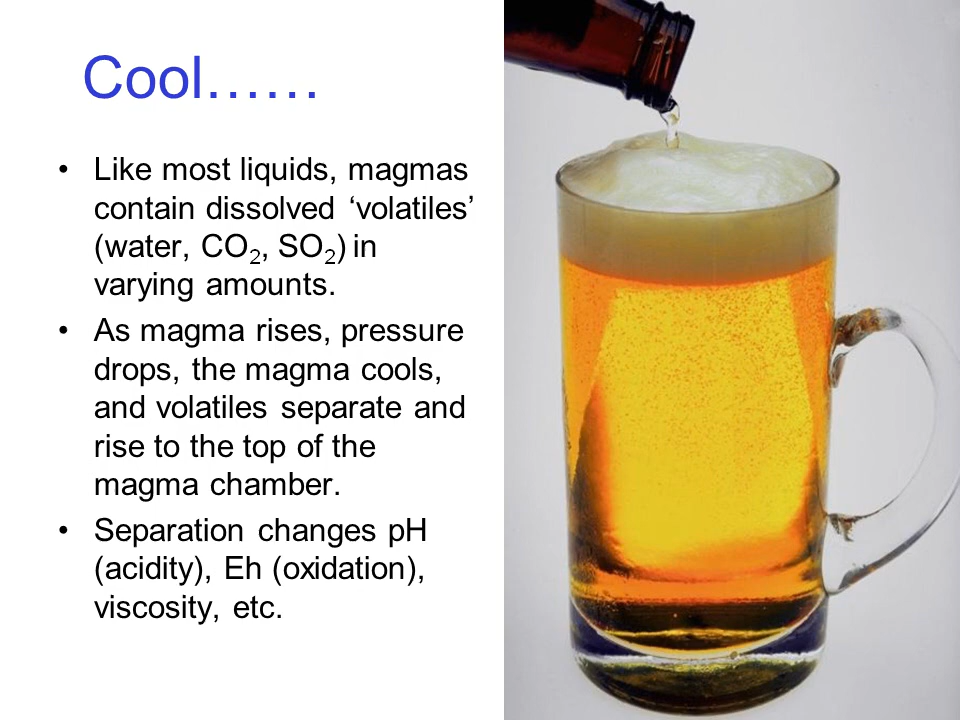 Cool……
• Like most liquids, magmas
contain dissolved ‘volatiles’
(water, CO₂, SO₂) in
varying amounts.
• As magma rises, pressure
drops, the magma cools,
and volatiles separate and
rise to the top of the
magma chamber.
• Separation changes pH
(acidity), Eh (oxidation),
viscosity, etc.